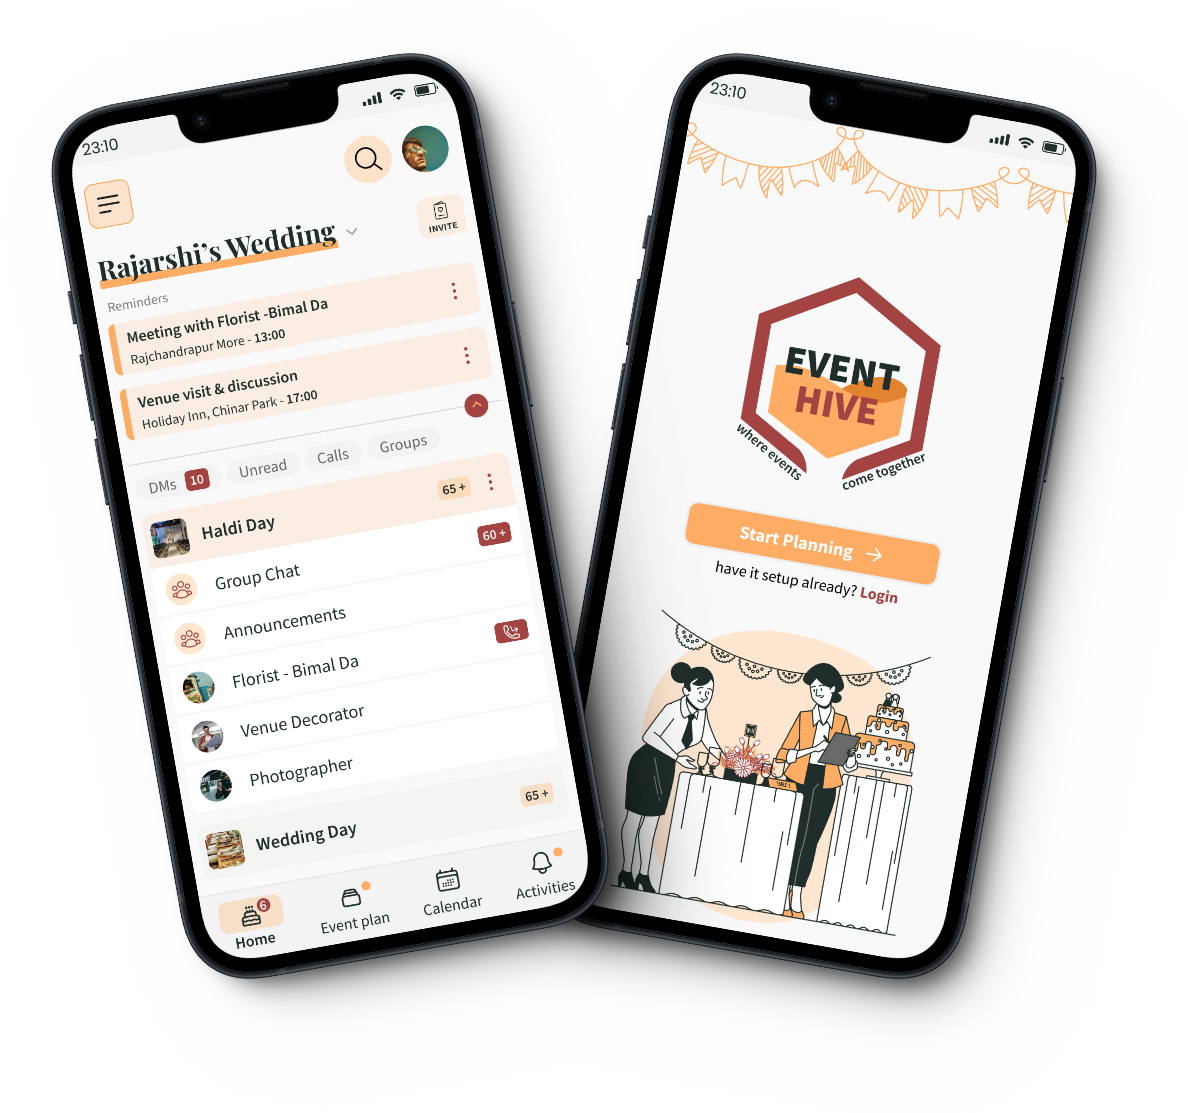 23:10
INVITE
Rajarshi's Wedding
Reminders
Meeting with Florist -Bimal Da
Rajchandrapur More - 13:00
Venue visit & discussion
Holiday Inn, Chinar Park - 17:00
DMs 10 Unread Calls Groups
Haldi Day 65 +
Group Chat 60 +
Announcements
Florist - Bimal Da
Venue Decorator
Photographer
Wedding Day 65 +
6
Home Event plan Calendar Activities
23:10
EVENT
HIVE
where events come together
Start Planning →
have it setup already? Login
TABLE 1